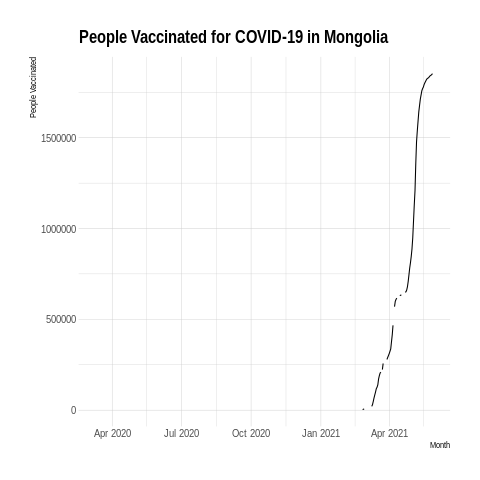 People Vaccinated for COVID-19 in Mongolia
People Vaccinated
1500000
1000000
500000
0
Apr 2020 Jul 2020 Oct 2020 Jan 2021 Apr 2021
Month